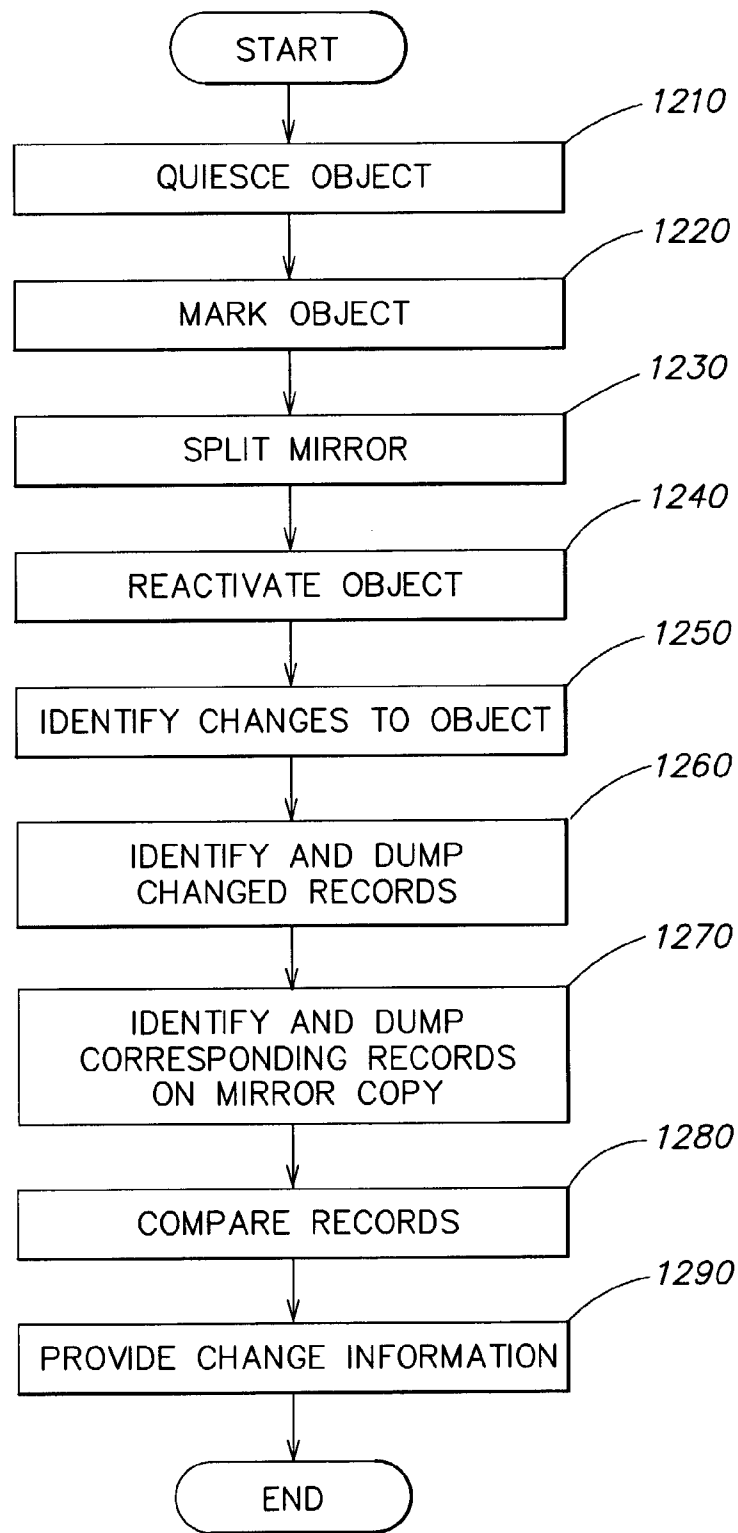 START
1210
QUIESCE OBJECT
1220
MARK OBJECT
1230
SPLIT MIRROR
1240
REACTIVATE OBJECT
1250
IDENTIFY CHANGES TO OBJECT
1260
IDENTIFY AND DUMP
CHANGED RECORDS
1270
IDENTIFY AND DUMP
CORRESPONDING RECORDS
ON MIRROR COPY
1280
COMPARE RECORDS
1290
PROVIDE CHANGE INFORMATION
END